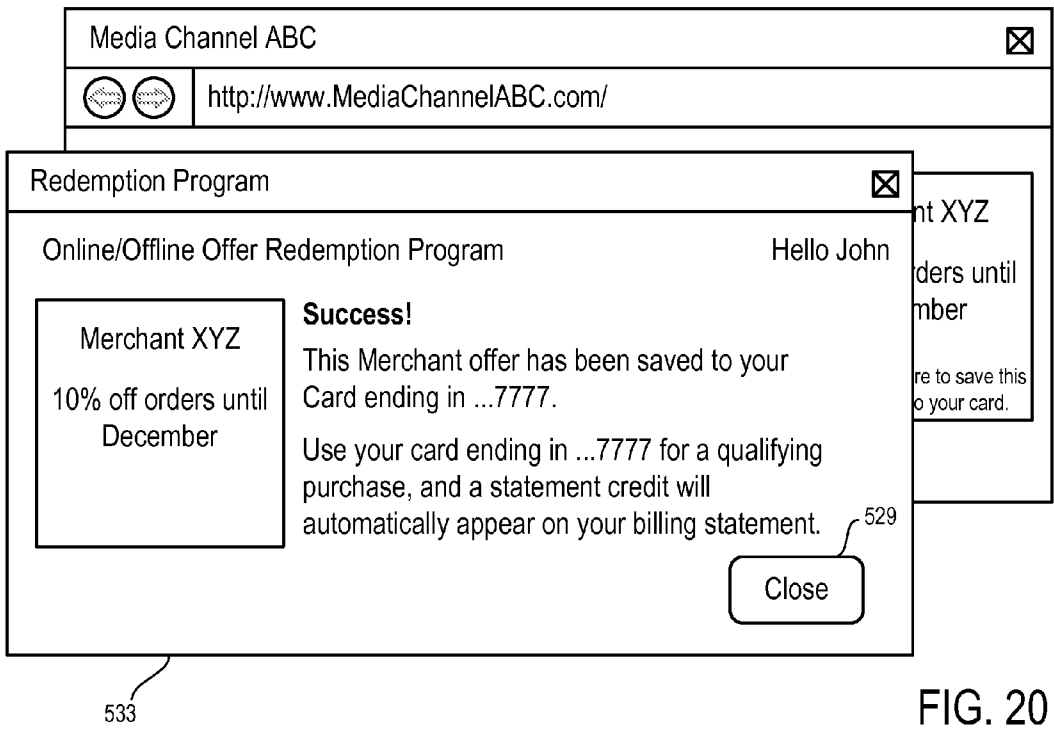 Media Channel ABC
http://www.MediaChannelABC.com/
Redemption Program
Online/Offline Offer Redemption Program
Hello John
Merchant XYZ
10% off orders until
December
Success!
This Merchant offer has been saved to your
Card ending in ...7777.
Use your card ending in ...7777 for a qualifying
purchase, and a statement credit will
automatically appear on your billing statement.
529
Close
nt XYZ
rders until
mber
re to save this
o your card.
533
FIG. 20